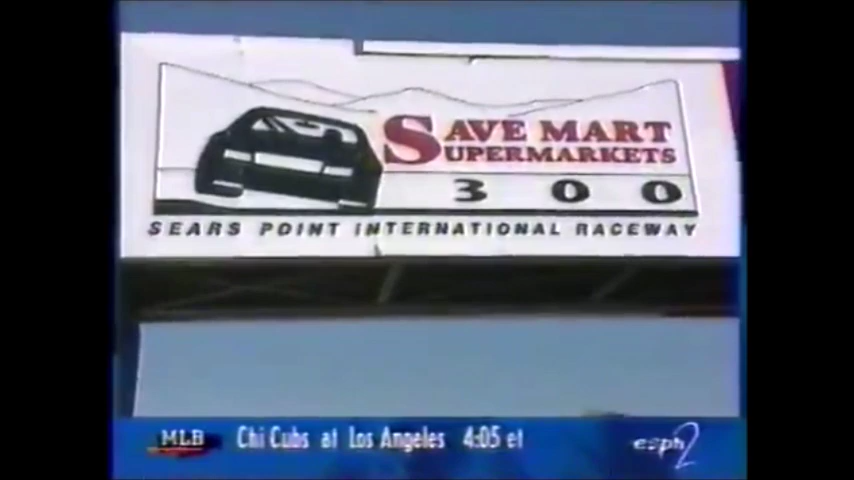 SAVE MART
SUPERMARKETS
300
SEARS POINT INTERNATIONAL RACEWAY
MLB Chi Cubs at Los Angeles 4:05 et espn2